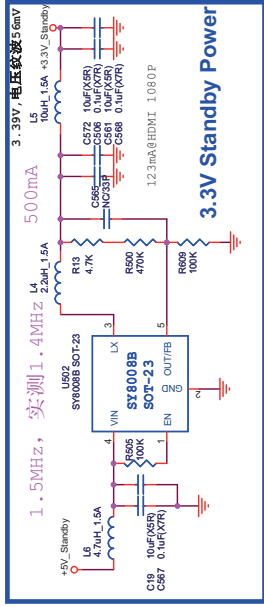 3.39V,电压纹波56mV
1.5MHz, 实测1.4MHz
500mA
+5V_Standby
L6
4.7uH_1.5A
C19
C567
10uF(X5R)
0.1uF(X7R)
R505
100K
U502
SY8008B SOT-23
4
VIN
LX
3
1
EN
OUT/FB
5
GND
2
SY8008B
SOT-23
L4
2.2uH_1.5A
R13
4.7K
R500
470K
R609
100K
C565
NC/33P
L5
10uH_1.5A
+3.3V_Standby
C572 10uF(X5R)
C506 0.1uF(X7R)
C561 10uF(X5R)
C568 0.1uF(X7R)
123mA@HDMI 1080P
3.3V Standby Power